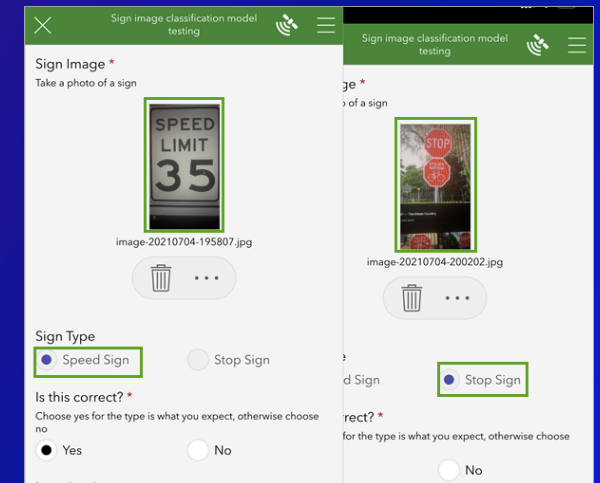 Sign image classification model
testing
Sign Image *
Take a photo of a sign
SPEED
LIMIT
35
image-20210704-195807.jpg
Sign Type
Speed Sign
Stop Sign
Is this correct? *
Choose yes for the type is what you expect, otherwise choose
no
Yes
No
Sign image classification model
testing
ge *
o of a sign
STOP
image-20210704-200202.jpg
e
d Sign
Stop Sign
rrect? *
for the type is what you expect, otherwise choose
No